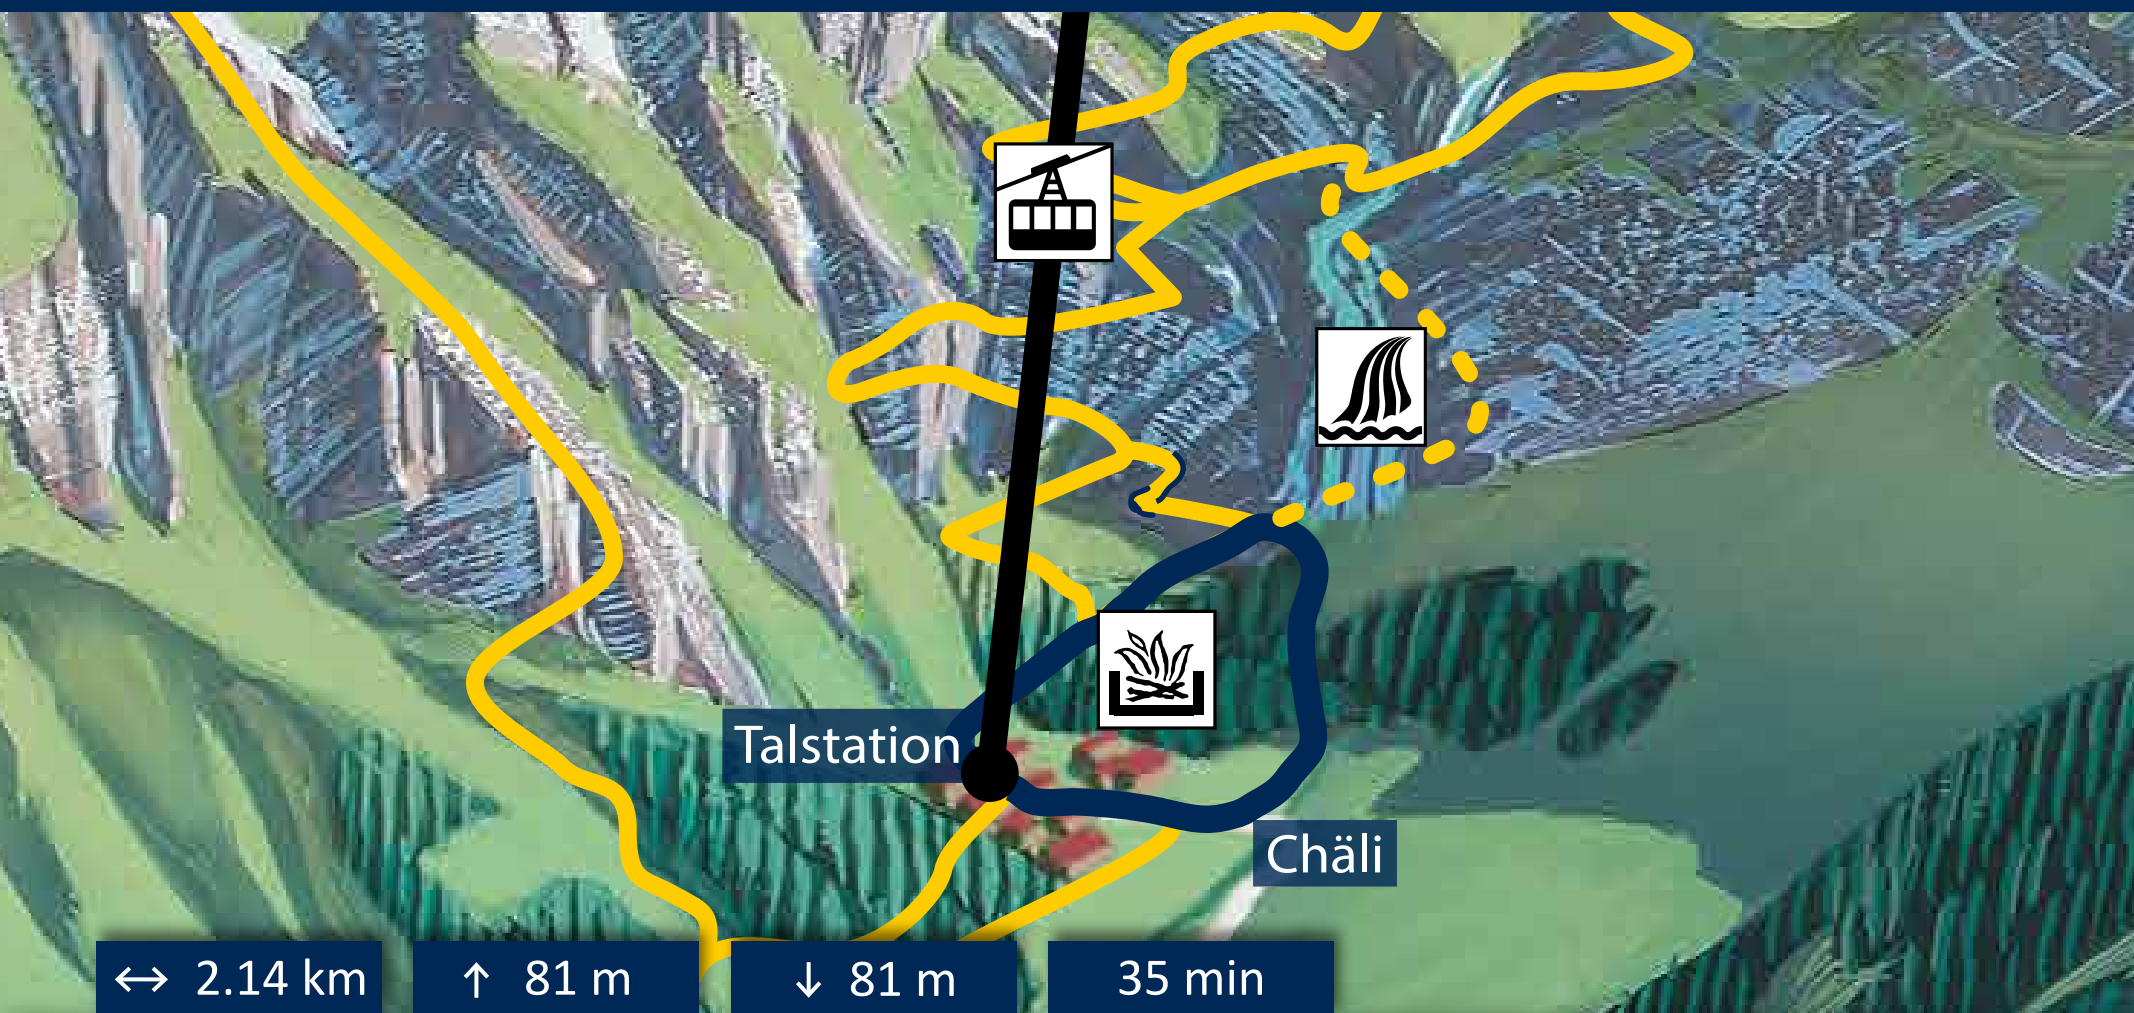 Talstation
Chäli
↔ 2.14 km
↑ 81 m
↓ 81 m
35 min